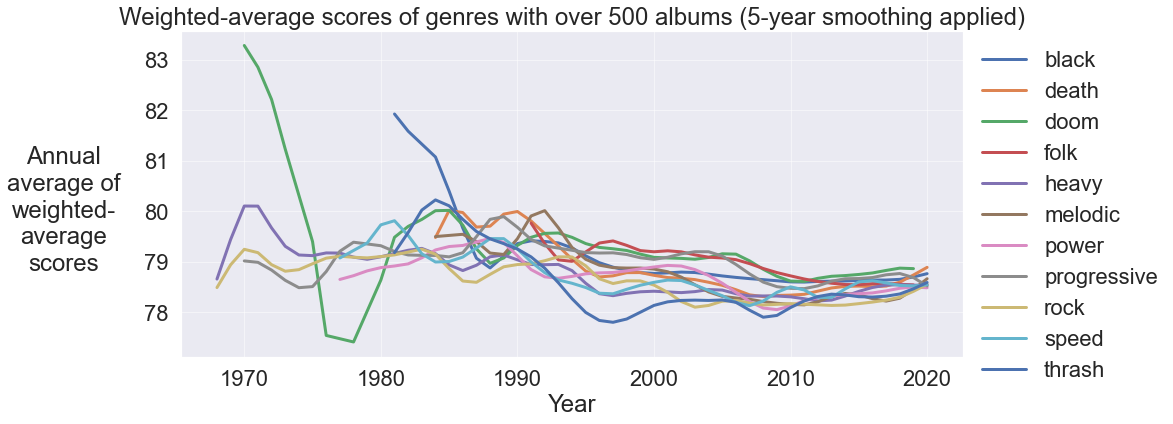 Weighted-average scores of genres with over 500 albums (5-year smoothing applied)
Annual
average of
weighted-
average
scores
83
82
81
80
79
78
1970
1980
1990
2000
2010
2020
Year
black
death
doom
folk
heavy
melodic
power
progressive
rock
speed
thrash